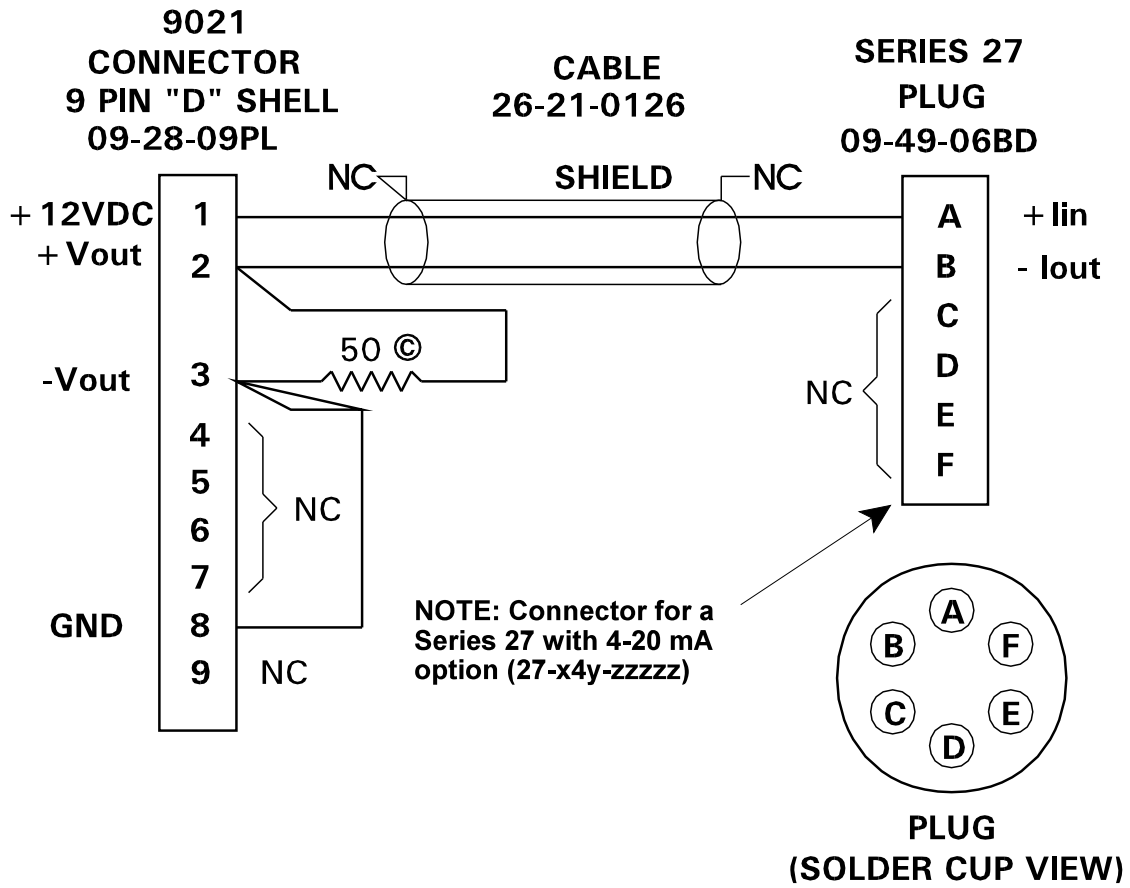 9021
CONNECTOR
9 PIN "D" SHELL
09-28-09PL
CABLE
26-21-0126
SERIES 27
PLUG
09-49-06BD
NC
SHIELD
NC
+ 12VDC
1
+ Vout
2
-Vout
3
50 ©
4
5
6
7
NC
GND
8
9
NC
A
+ Iin
B
- Iout
C
D
E
F
NC
NOTE: Connector for a
Series 27 with 4-20 mA
option (27-x4y-zzzzz)
A
B
F
C
E
D
PLUG
(SOLDER CUP VIEW)